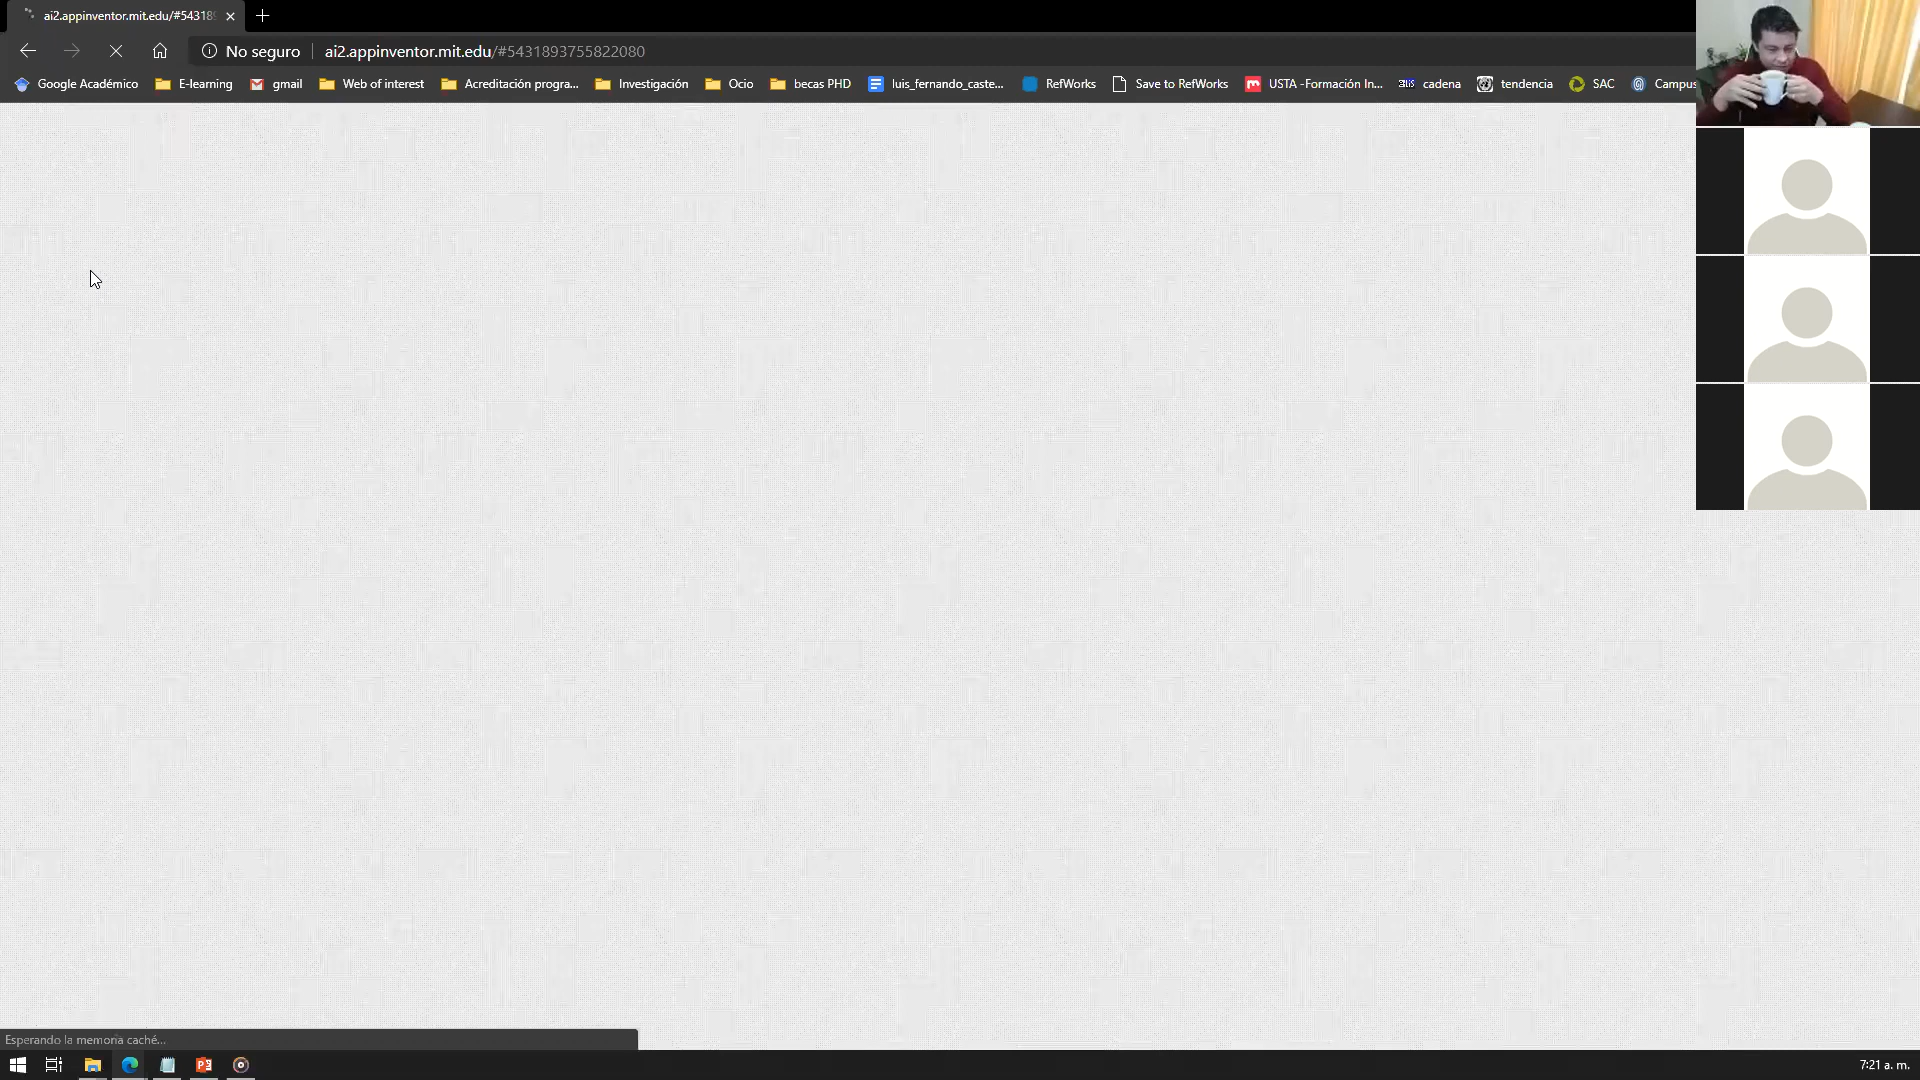 ai2.appinventor.mit.edu/#54318
No seguro
ai2.appinventor.mit.edu/#5431893755822080
Google Académico
E-learning
gmail
Web of interest
Acreditación progra...
Investigación
Ocio
becas PHD
luis_fernando_caste...
RefWorks
Save to RefWorks
USTA -Formación In...
cadena
tendencia
SAC
Campus
Esperando la memoria caché...
7:21 a. m.